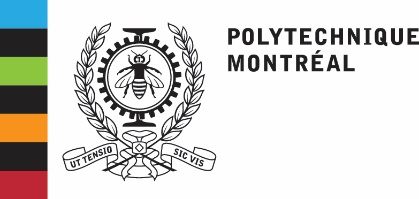 POLYTECHNIQUE
MONTRÉAL
UT TENSIO
SIC VIS